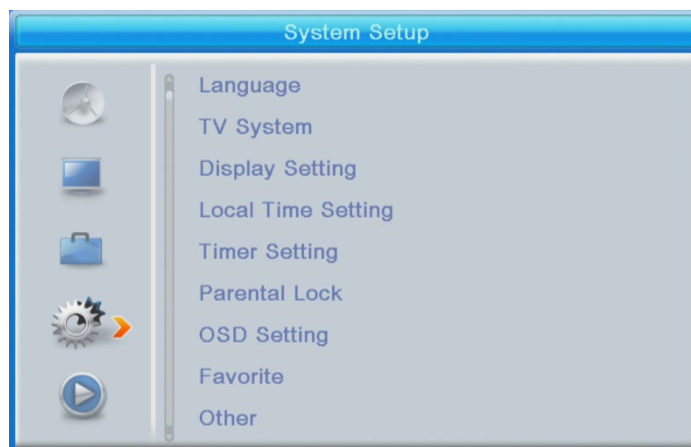 System Setup
Language
TV System
Display Setting
Local Time Setting
Timer Setting
Parental Lock
OSD Setting
Favorite
Other